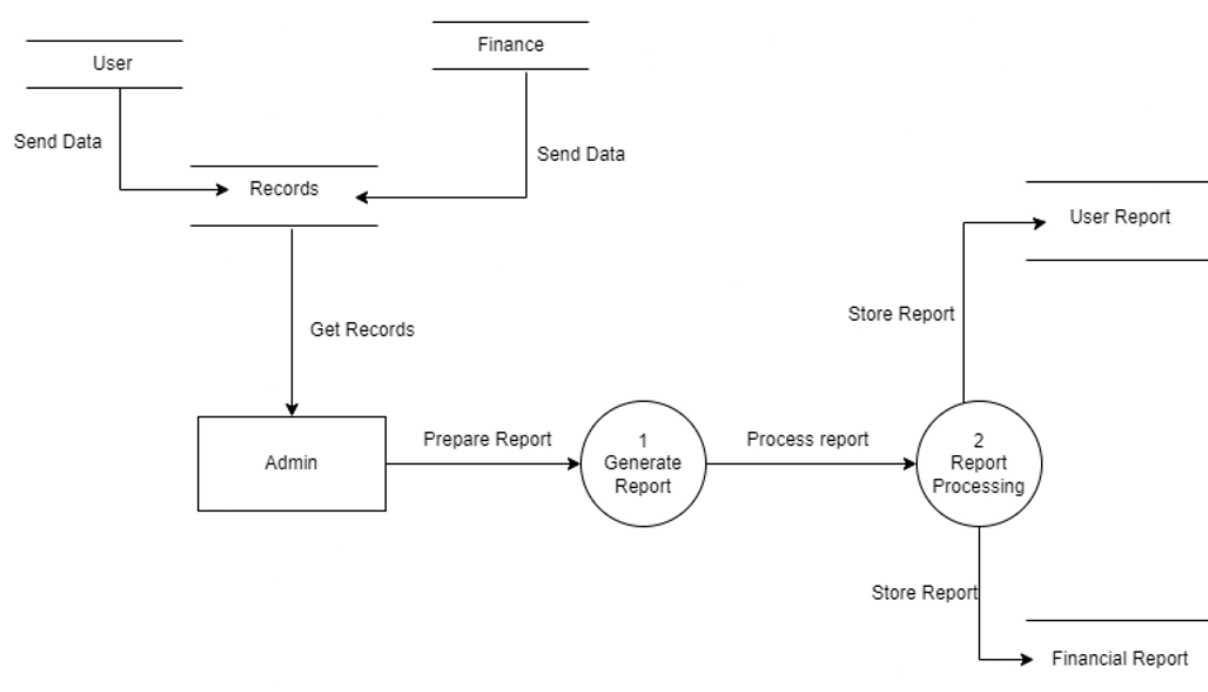 Finance
User
Send Data
Send Data
Records
User Report
Store Report
Get Records
Prepare Report
1
Generate
Report
Process report
2
Report
Processing
Admin
Store Report
Financial Report